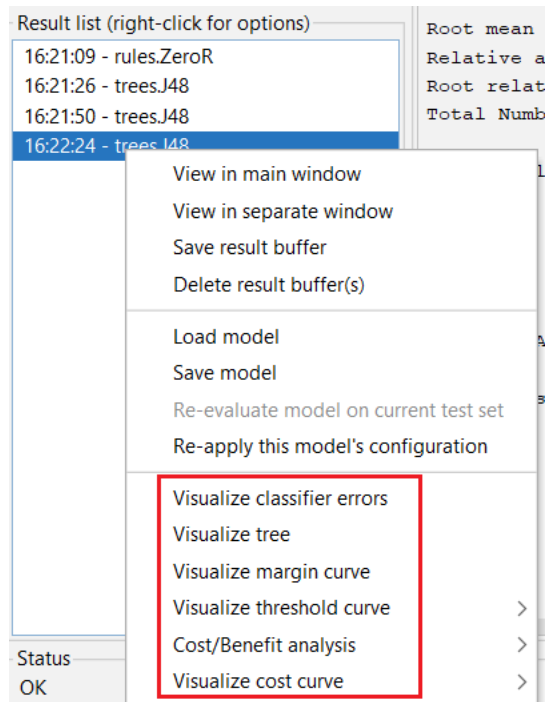 Result list (right-click for options)
16:21:09 - rules.ZeroR
16:21:26 - trees.J48
16:21:50 - trees.J48
16:22:24 - trees.J48
View in main window
View in separate window
Save result buffer
Delete result buffer(s)
Load model
Save model
Re-evaluate model on current test set
Re-apply this model's configuration
Visualize classifier errors
Visualize tree
Visualize margin curve
Visualize threshold curve
Cost/Benefit analysis
Visualize cost curve
Root mean
Relative a
Root relat
Total Numb
Status
OK